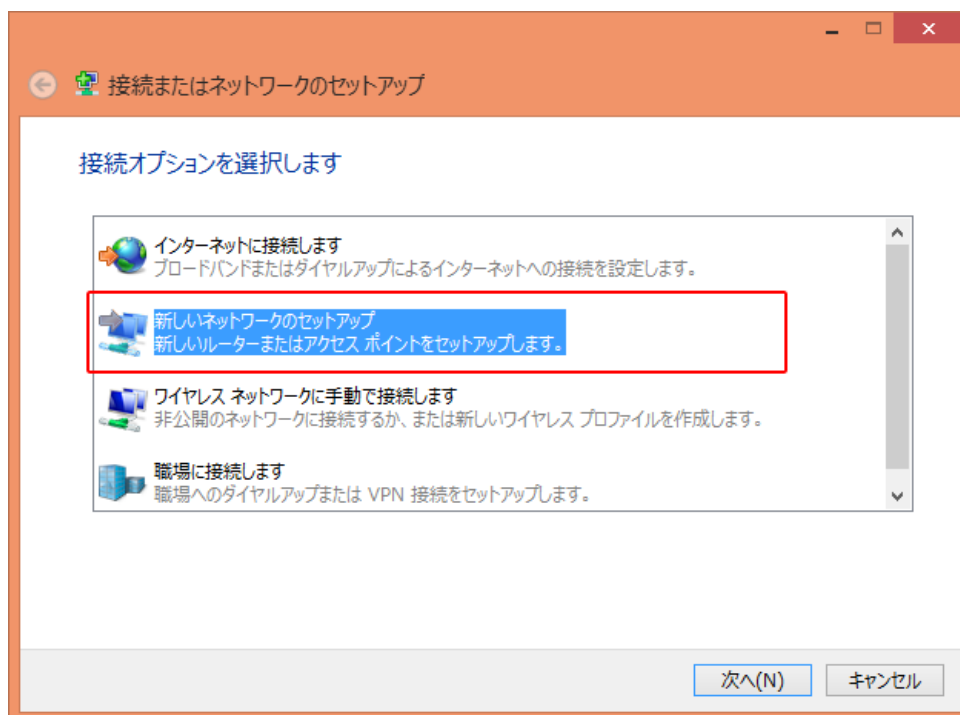 接続またはネットワークのセットアップ
接続オプションを選択します
インターネットに接続します
ブロードバンドまたはダイヤルアップによるインターネットへの接続を設定します。
新しいネットワークのセットアップ
新しいルーターまたはアクセス ポイントをセットアップします。
ワイヤレス ネットワークに手動で接続します
非公開のネットワークに接続するか、または新しいワイヤレス プロファイルを作成します。
職場に接続します
職場へのダイヤルアップまたは VPN 接続をセットアップします。
次へ(N)
キャンセル